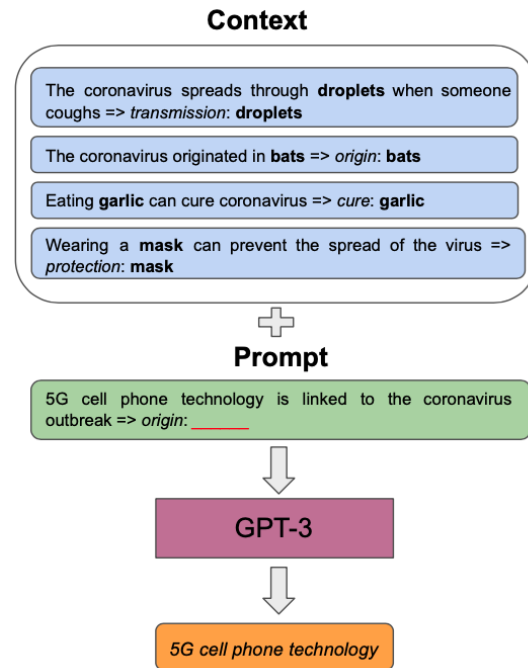 Context
The coronavirus spreads through droplets when someone
coughs => transmission: droplets
The coronavirus originated in bats => origin: bats
Eating garlic can cure coronavirus => cure: garlic
Wearing a mask can prevent the spread of the virus =>
protection: mask
Prompt
5G cell phone technology is linked to the coronavirus
outbreak => origin: ______
GPT-3
5G cell phone technology